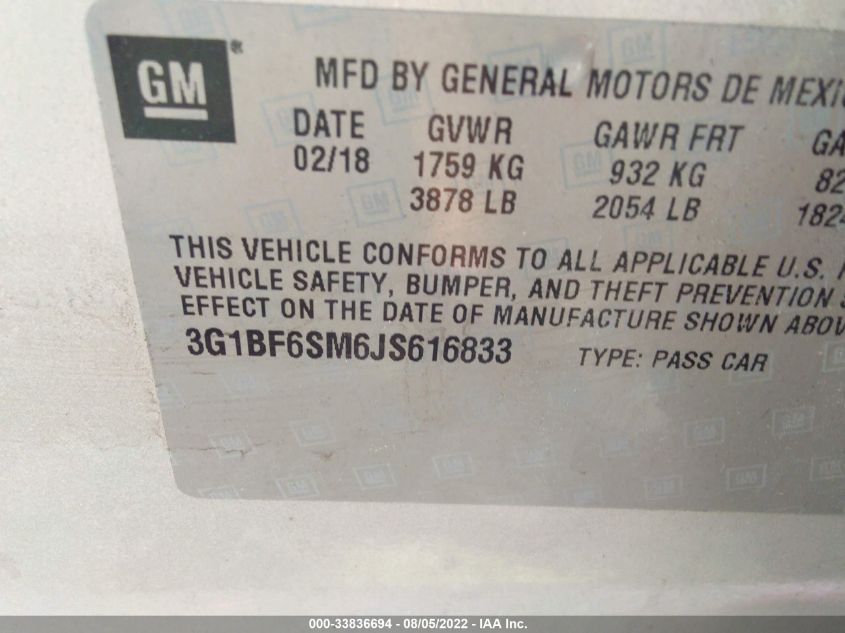 GM®
MFD BY GENERAL MOTORS DE
DATE GVWR GAWR FRT
02/18 1759 KG 932 KG
3878 LB 2054 LB
THIS VEHICLE CONFORMS TO ALL APPLICABLE U.S.
VEHICLE SAFETY, BUMPER, AND THEFT PREVENTION
EFFECT ON THE DATE OF MANUFACTURE SHOWN
3G1BF6SM6JS616833 TYPE: PASS CAR
000-33836694 - 08/05/2022 - IAA Inc.